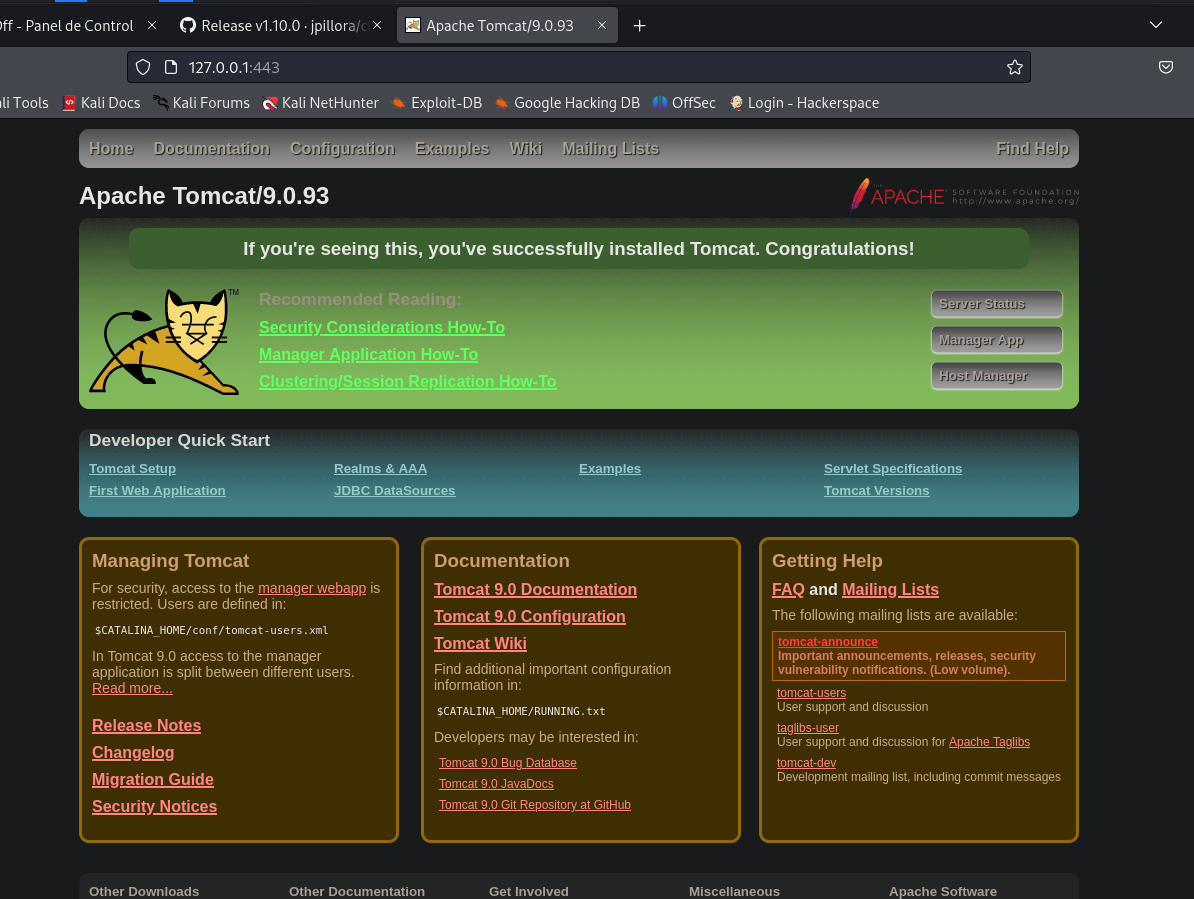 Off - Panel de Control
Release v1.10.0 · jpillora/c
Apache Tomcat/9.0.93
127.0.0.1:443
li Tools Kali Docs Kali Forums Kali NetHunter Exploit-DB Google Hacking DB OffSec Login - Hackerspace
Home Documentation Configuration Examples Wiki Mailing Lists Find Help
Apache Tomcat/9.0.93
THE APACHE SOFTWARE FOUNDATION
http://www.apache.org/
If you're seeing this, you've successfully installed Tomcat. Congratulations!
TM
Recommended Reading:
Security Considerations How-To
Manager Application How-To
Clustering/Session Replication How-To
Server Status
Manager App
Host Manager
Developer Quick Start
Tomcat Setup
First Web Application
Realms & AAA
JDBC DataSources
Examples
Servlet Specifications
Tomcat Versions
Managing Tomcat
For security, access to the manager webapp is
restricted. Users are defined in:
$CATALINA_HOME/conf/tomcat-users.xml
In Tomcat 9.0 access to the manager
application is split between different users.
Read more...
Release Notes
Changelog
Migration Guide
Security Notices
Documentation
Tomcat 9.0 Documentation
Tomcat 9.0 Configuration
Tomcat Wiki
Find additional important configuration
information in:
$CATALINA_HOME/RUNNING.txt
Developers may be interested in:
Tomcat 9.0 Bug Database
Tomcat 9.0 JavaDocs
Tomcat 9.0 Git Repository at GitHub
Getting Help
FAQ and Mailing Lists
The following mailing lists are available:
tomcat-announce
Important announcements, releases, security
vulnerability notifications. (Low volume).
tomcat-users
User support and discussion
taglibs-user
User support and discussion for Apache Taglibs
tomcat-dev
Development mailing list, including commit messages
Other Downloads Other Documentation Get Involved Miscellaneous Apache Software